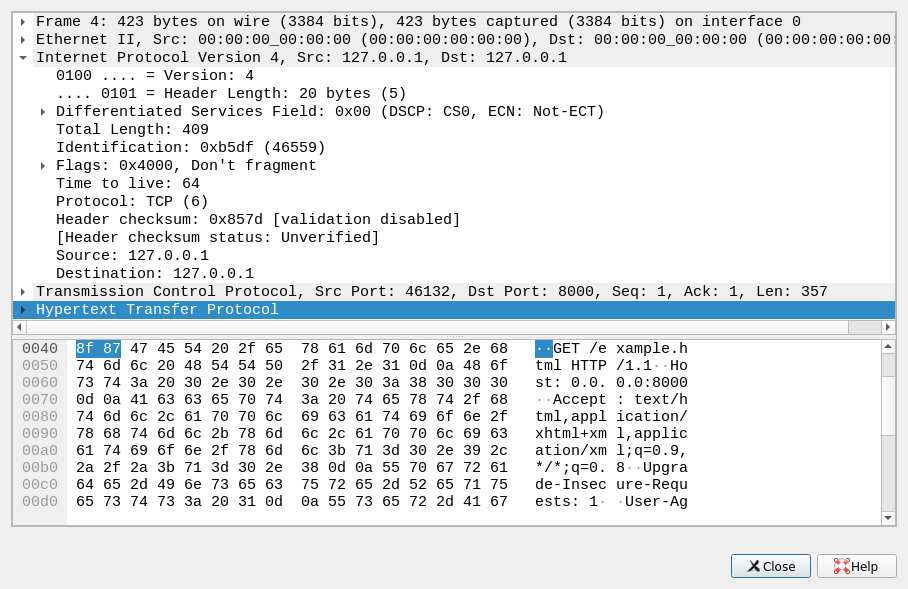 Frame 4: 423 bytes on wire (3384 bits), 423 bytes captured (3384 bits) on interface 0
Ethernet II, Src: 00:00:00_00:00:00 (00:00:00:00:00:00), Dst: 00:00:00_00:00:00 (00:00:00:00:00:
Internet Protocol Version 4, Src: 127.0.0.1, Dst: 127.0.0.1
0100 .... = Version: 4
.... 0101 = Header Length: 20 bytes (5)
Differentiated Services Field: 0x00 (DSCP: CS0, ECN: Not-ECT)
Total Length: 409
Identification: 0xb5df (46559)
Flags: 0x4000, Don't fragment
Time to live: 64
Protocol: TCP (6)
Header checksum: 0x857d [validation disabled]
[Header checksum status: Unverified]
Source: 127.0.0.1
Destination: 127.0.0.1
Transmission Control Protocol, Src Port: 46132, Dst Port: 8000, Seq: 1, Ack: 1, Len: 357
Hypertext Transfer Protocol
0040 8f 87 47 45 54 20 2f 65 78 61 6d 70 6c 65 2e 68 ··GET /e xample.h
0050 74 6d 6c 20 48 54 54 50 2f 31 2e 31 0d 0a 48 6f tml HTTP /1.1··Ho
0060 73 74 3a 20 30 2e 30 2e 30 2e 30 3a 38 30 30 30 st: 0.0. 0.0:8000
0070 0d 0a 41 63 63 65 70 74 3a 20 74 65 78 74 2f 68 ··Accept : text/h
0080 74 6d 6c 2c 61 70 70 6c 69 63 61 74 69 6f 6e 2f tml,appl ication/
0090 78 68 74 6d 6c 2b 78 6d 6c 2c 61 70 70 6c 69 63 xhtml+xm l,applic
00a0 61 74 69 6f 6e 2f 78 6d 6c 3b 71 3d 30 2e 39 2c ation/xm l;q=0.9,
00b0 2a 2f 2a 3b 71 3d 30 2e 38 0d 0a 55 70 67 72 61 */*;q=0. 8··Upgra
00c0 64 65 2d 49 6e 73 65 63 75 72 65 2d 52 65 71 75 de-Insec ure-Requ
00d0 65 73 74 73 3a 20 31 0d 0a 55 73 65 72 2d 41 67 ests: 1· ·User-Ag
Close Help